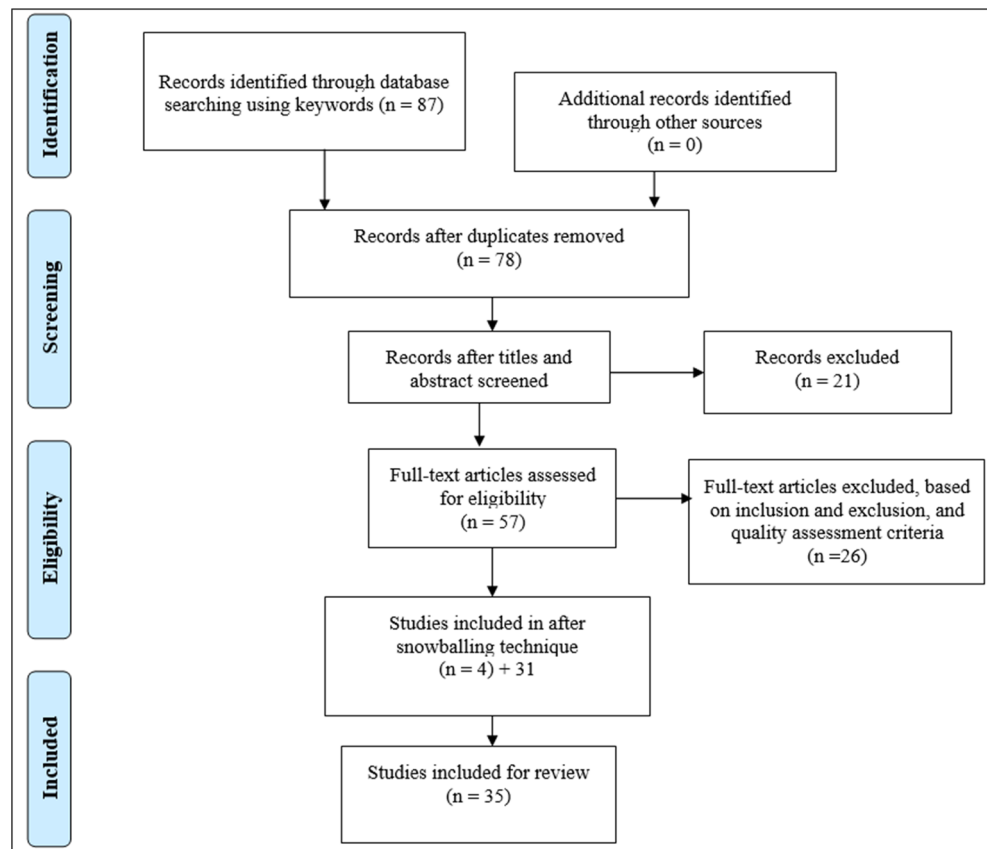 Identification
Records identified through database
searching using keywords (n = 87)
Additional records identified
through other sources
(n = 0)
Screening
Records after duplicates removed
(n = 78)
Records after titles and
abstract screened
Records excluded
(n = 21)
Eligibility
Full-text articles assessed
for eligibility
(n = 57)
Full-text articles excluded, based
on inclusion and exclusion, and
quality assessment criteria
(n =26)
Studies included in after
snowballing technique
(n = 4) + 31
Included
Studies included for review
(n = 35)